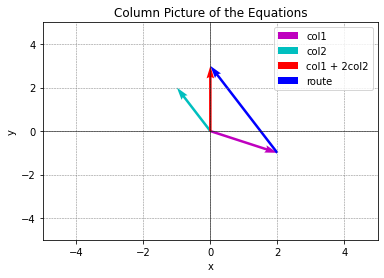 Column Picture of the Equations
col1
col2
col1 + 2col2
route
4
2
0
−2
−4
y
−4
−2
0
2
4
x